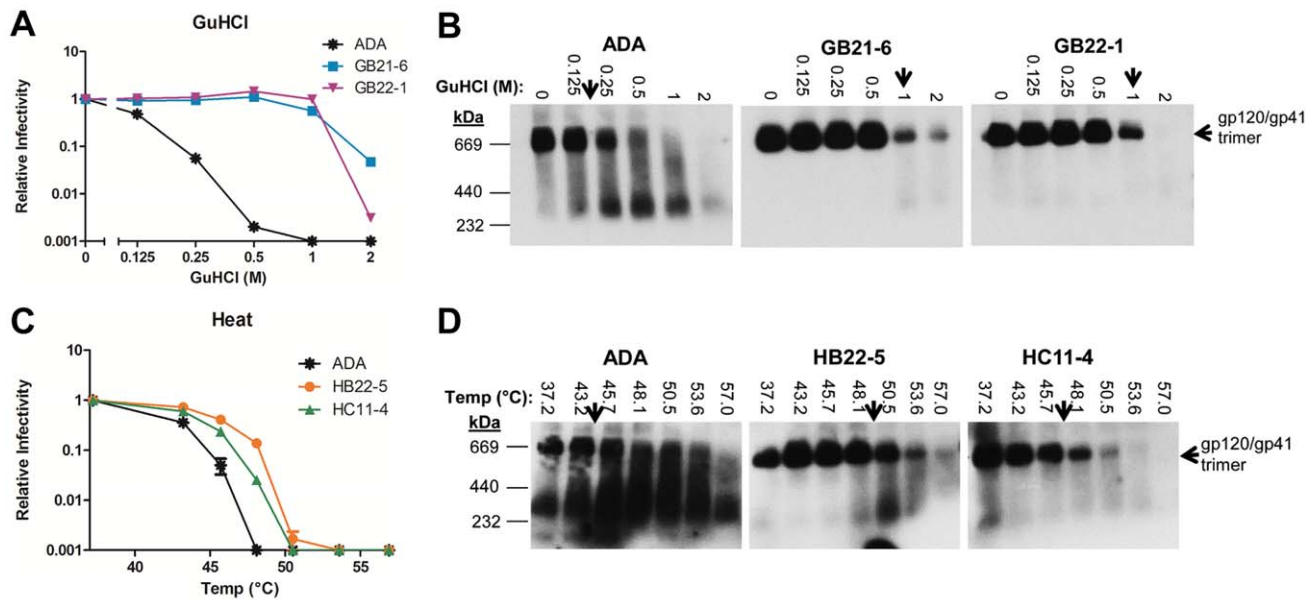 A
GuHCl
ADA
GB21-6
GB22-1
Relative Infectivity
10
1
0.1
0.01
0.001
0 0.125 0.25 0.5 1 2
GuHCl (M)
B
ADA GB21-6 GB22-1
GuHCl (M): 0 0.125 0.25 0.5 1 2 0 0.125 0.25 0.5 1 2 0 0.125 0.25 0.5 1 2
kDa
669
440
232
gp120/gp41
trimer
C
Heat
ADA
HB22-5
HC11-4
Relative Infectivity
10
1
0.1
0.01
0.001
40 45 50 55
Temp (°C)
D
ADA HB22-5 HC11-4
Temp (°C): 37.2 43.2 45.7 48.1 50.5 53.6 57.0 37.2 43.2 45.7 48.1 50.5 53.6 57.0 37.2 43.2 45.7 48.1 50.5 53.6 57.0
kDa
669
440
232
gp120/gp41
trimer